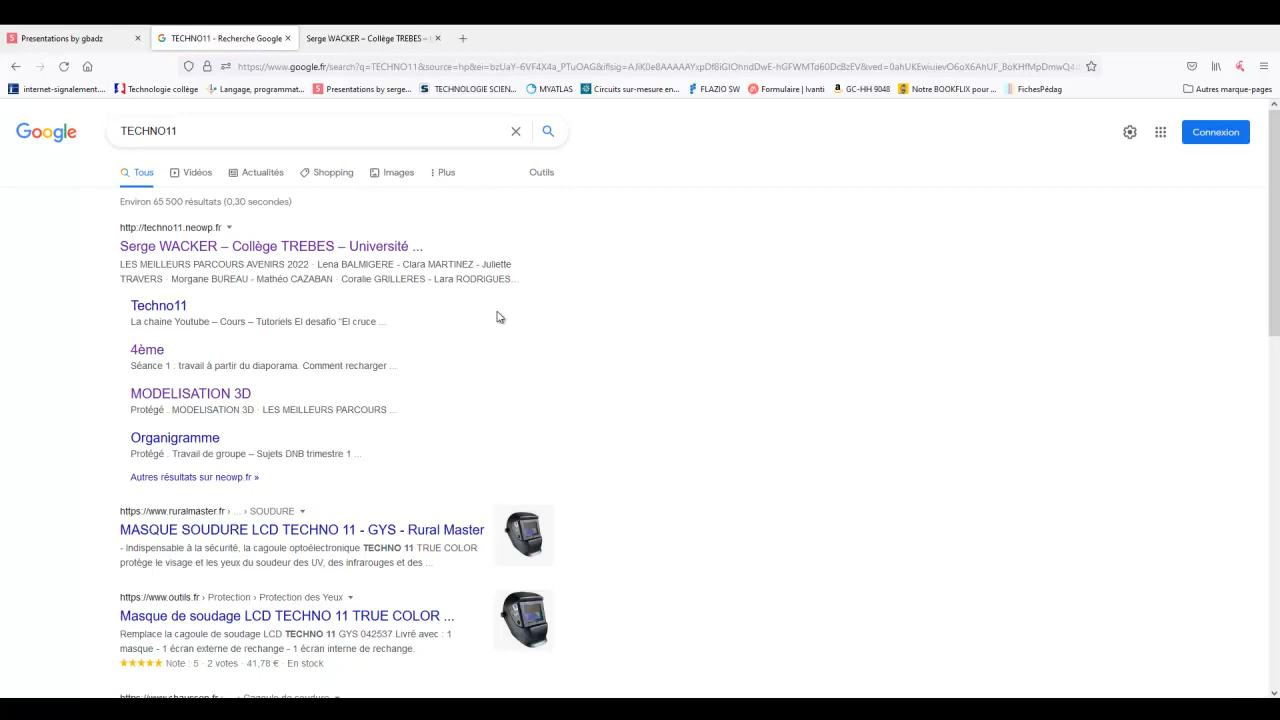 Presentations by gbadz
TECHNO11 - Recherche Google
Serge WACKER – Collège TREBES –
internet-signalement....
Technologie collège
Langage, programmat...
Presentations by serge...
TECHNOLOGIE SCIEN...
MYATLAS
Circuits sur-mesure en...
FLAZIO SW
Formulaire | Ivanti
GC-HH 9048
Notre BOOKFLIX pour ...
FichesPédag
Autres marque-pages
Google
TECHNO11
Connexion
Tous
Vidéos
Actualités
Shopping
Images
Plus
Outils
Environ 65 500 résultats (0,30 secondes)
http://techno11.neowp.fr
Serge WACKER – Collège TREBES – Université ...
LES MEILLEURS PARCOURS AVENIRS 2022 · Lena BALMIGERE - Clara MARTINEZ - Juliette
TRAVERS · Morgane BUREAU - Mathéo CAZABAN · Coralie GRILLERES - Lara RODRIGUES...
Techno11
La chaine Youtube – Cours – Tutoriels El desafio “El cruce ...
4ème
Séance 1 . travail à partir du diaporama. Comment recharger ...
MODELISATION 3D
Protégé . MODELISATION 3D · LES MEILLEURS PARCOURS ...
Organigramme
Protégé . Travail de groupe – Sujets DNB trimestre 1 ...
Autres résultats sur neowp.fr »
https://www.ruralmaster.fr › ... › SOUDURE
MASQUE SOUDURE LCD TECHNO 11 - GYS - Rural Master
- Indispensable à la sécurité, la cagoule optoélectronique TECHNO 11 TRUE COLOR
protège le visage et les yeux du soudeur des UV, des infrarouges et des ...
https://www.outils.fr › Protection › Protection des Yeux
Masque de soudage LCD TECHNO 11 TRUE COLOR ...
Remplace la cagoule de soudage LCD TECHNO 11 GYS 042537 Livré avec : 1
masque - 1 écran externe de rechange - 1 écran interne de rechange.
Note : 5 · 2 votes · 41,78 € · En stock